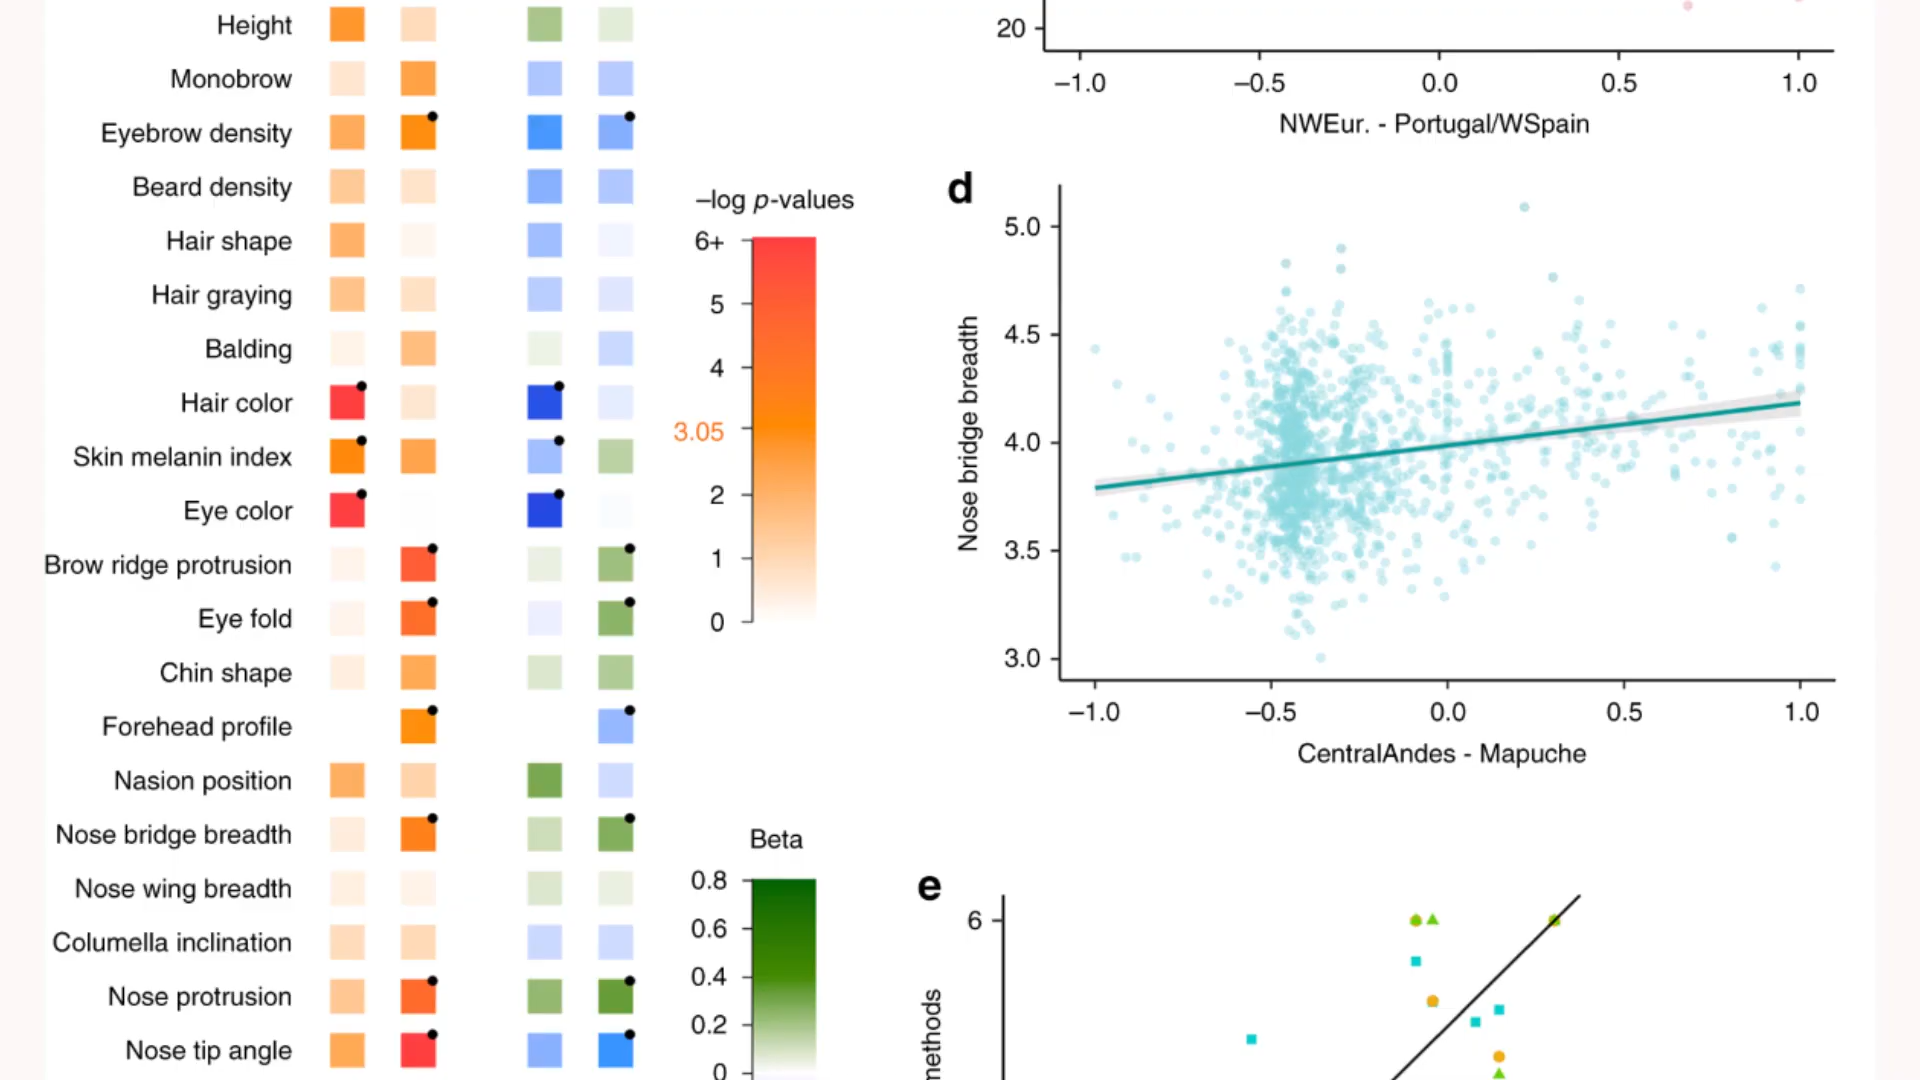 Height
Monobrow
Eyebrow density
Beard density
Hair shape
Hair graying
Balding
Hair color
Skin melanin index
Eye color
Brow ridge protrusion
Eye fold
Chin shape
Forehead profile
Nasion position
Nose bridge breadth
Nose wing breadth
Columella inclination
Nose protrusion
Nose tip angle
–log p-values
6+
5
4
3.05
2
1
0
Beta
0.8
0.6
0.4
0.2
0
20
–1.0 –0.5 0.0 0.5 1.0
NWEur. - Portugal/WSpain
d
Nose bridge breadth
5.0
4.5
4.0
3.5
3.0
–1.0 –0.5 0.0 0.5 1.0
CentralAndes - Mapuche
e
6
methods